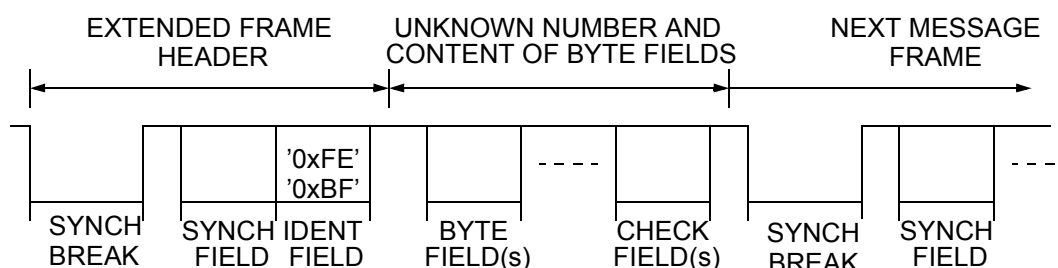 EXTENDED FRAME
HEADER
UNKNOWN NUMBER AND
CONTENT OF BYTE FIELDS
NEXT MESSAGE
FRAME
’0xFE’
’0xBF’
SYNCH
BREAK
SYNCH
FIELD
IDENT
FIELD
BYTE
FIELD(s)
CHECK
FIELD(s)
SYNCH
BREAK
SYNCH
FIELD